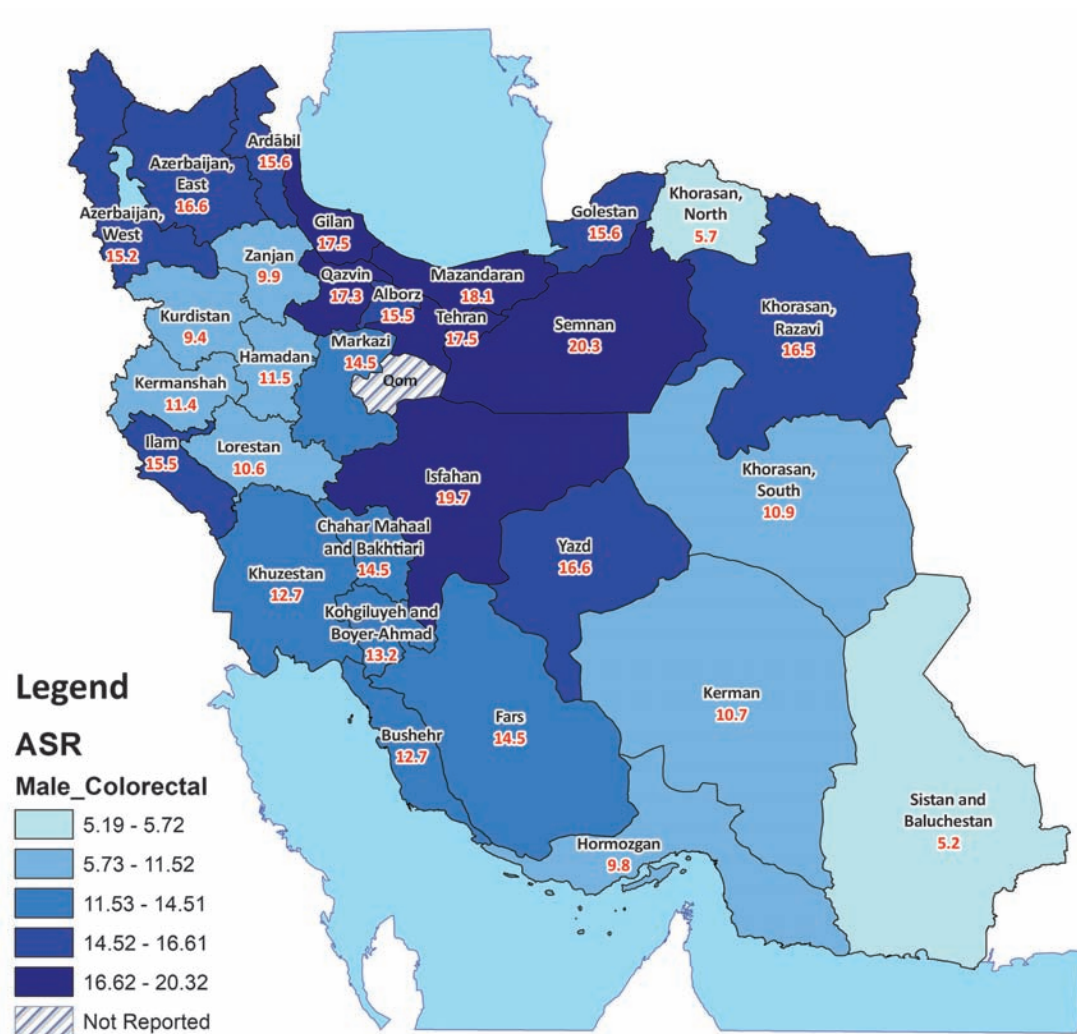 Ardābil
15.6
Azerbaijan,
East
16.6
Azerbaijan,
West
15.2
Gilan
17.5
Zanjan
9.9
Qazvin
17.3
Alborz
15.5
Mazandaran
18.1
Tehran
17.5
Golestan
15.6
Khorasan,
North
5.7
Khorasan,
Razavi
16.5
Semnan
20.3
Kurdistan
9.4
Hamadan
11.5
Markazi
14.5
Qom
Kermanshah
11.4
Ilam
15.5
Lorestan
10.6
Isfahan
19.7
Khorasan,
South
10.9
Chahar Mahaal
and Bakhtiari
14.5
Yazd
16.6
Khuzestan
12.7
Kohgiluyeh and
Boyer-Ahmad
13.2
Kerman
10.7
Fars
14.5
Bushehr
12.7
Hormozgan
9.8
Sistan and
Baluchestan
5.2
Legend
ASR
Male_Colorectal
5.19 - 5.72
5.73 - 11.52
11.53 - 14.51
14.52 - 16.61
16.62 - 20.32
Not Reported